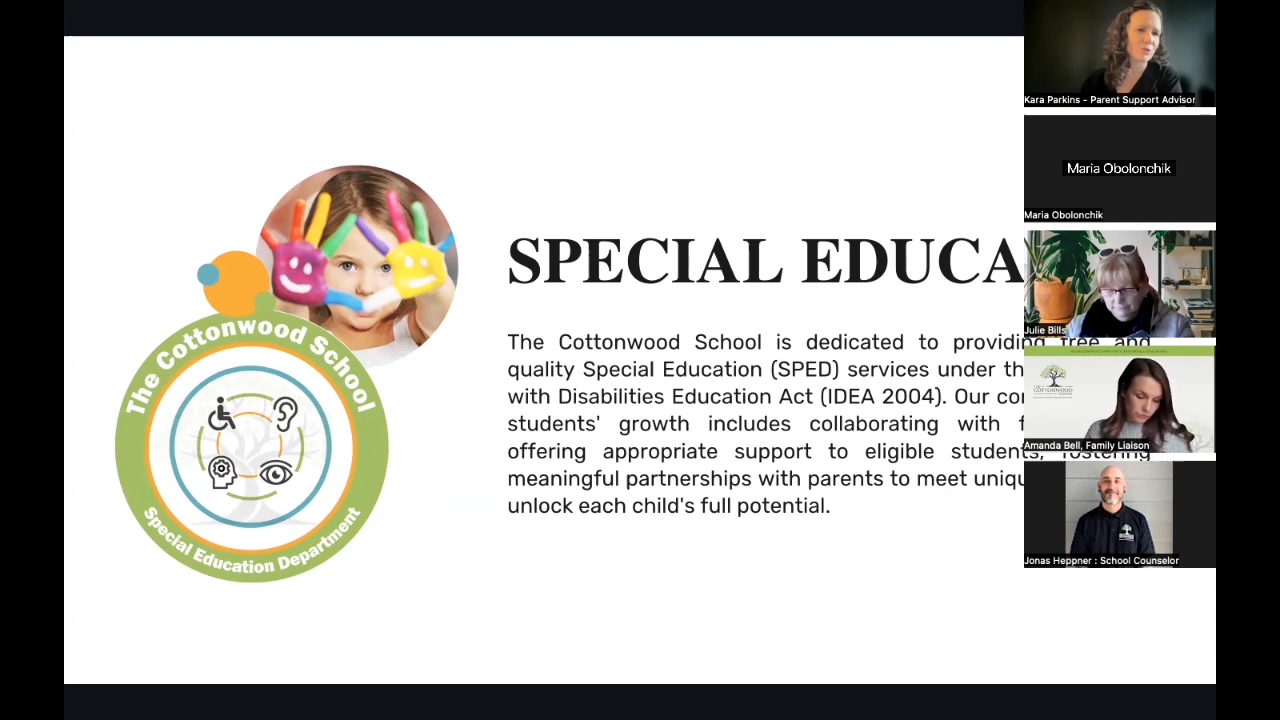 SPECIAL EDUCA
The Cottonwood School is dedicated to providing free and
quality Special Education (SPED) services under th
with Disabilities Education Act (IDEA 2004). Our co
students' growth includes collaborating with f
offering appropriate support to eligible students, fostering
meaningful partnerships with parents to meet uniqu
unlock each child's full potential.
The Cottonwood School
Special Education Department
Kara Parkins - Parent Support Advisor
Maria Obolonchik
Maria Obolonchik
Julie Bills
Amanda Bell, Family Liaison
Jonas Heppner : School Counselor